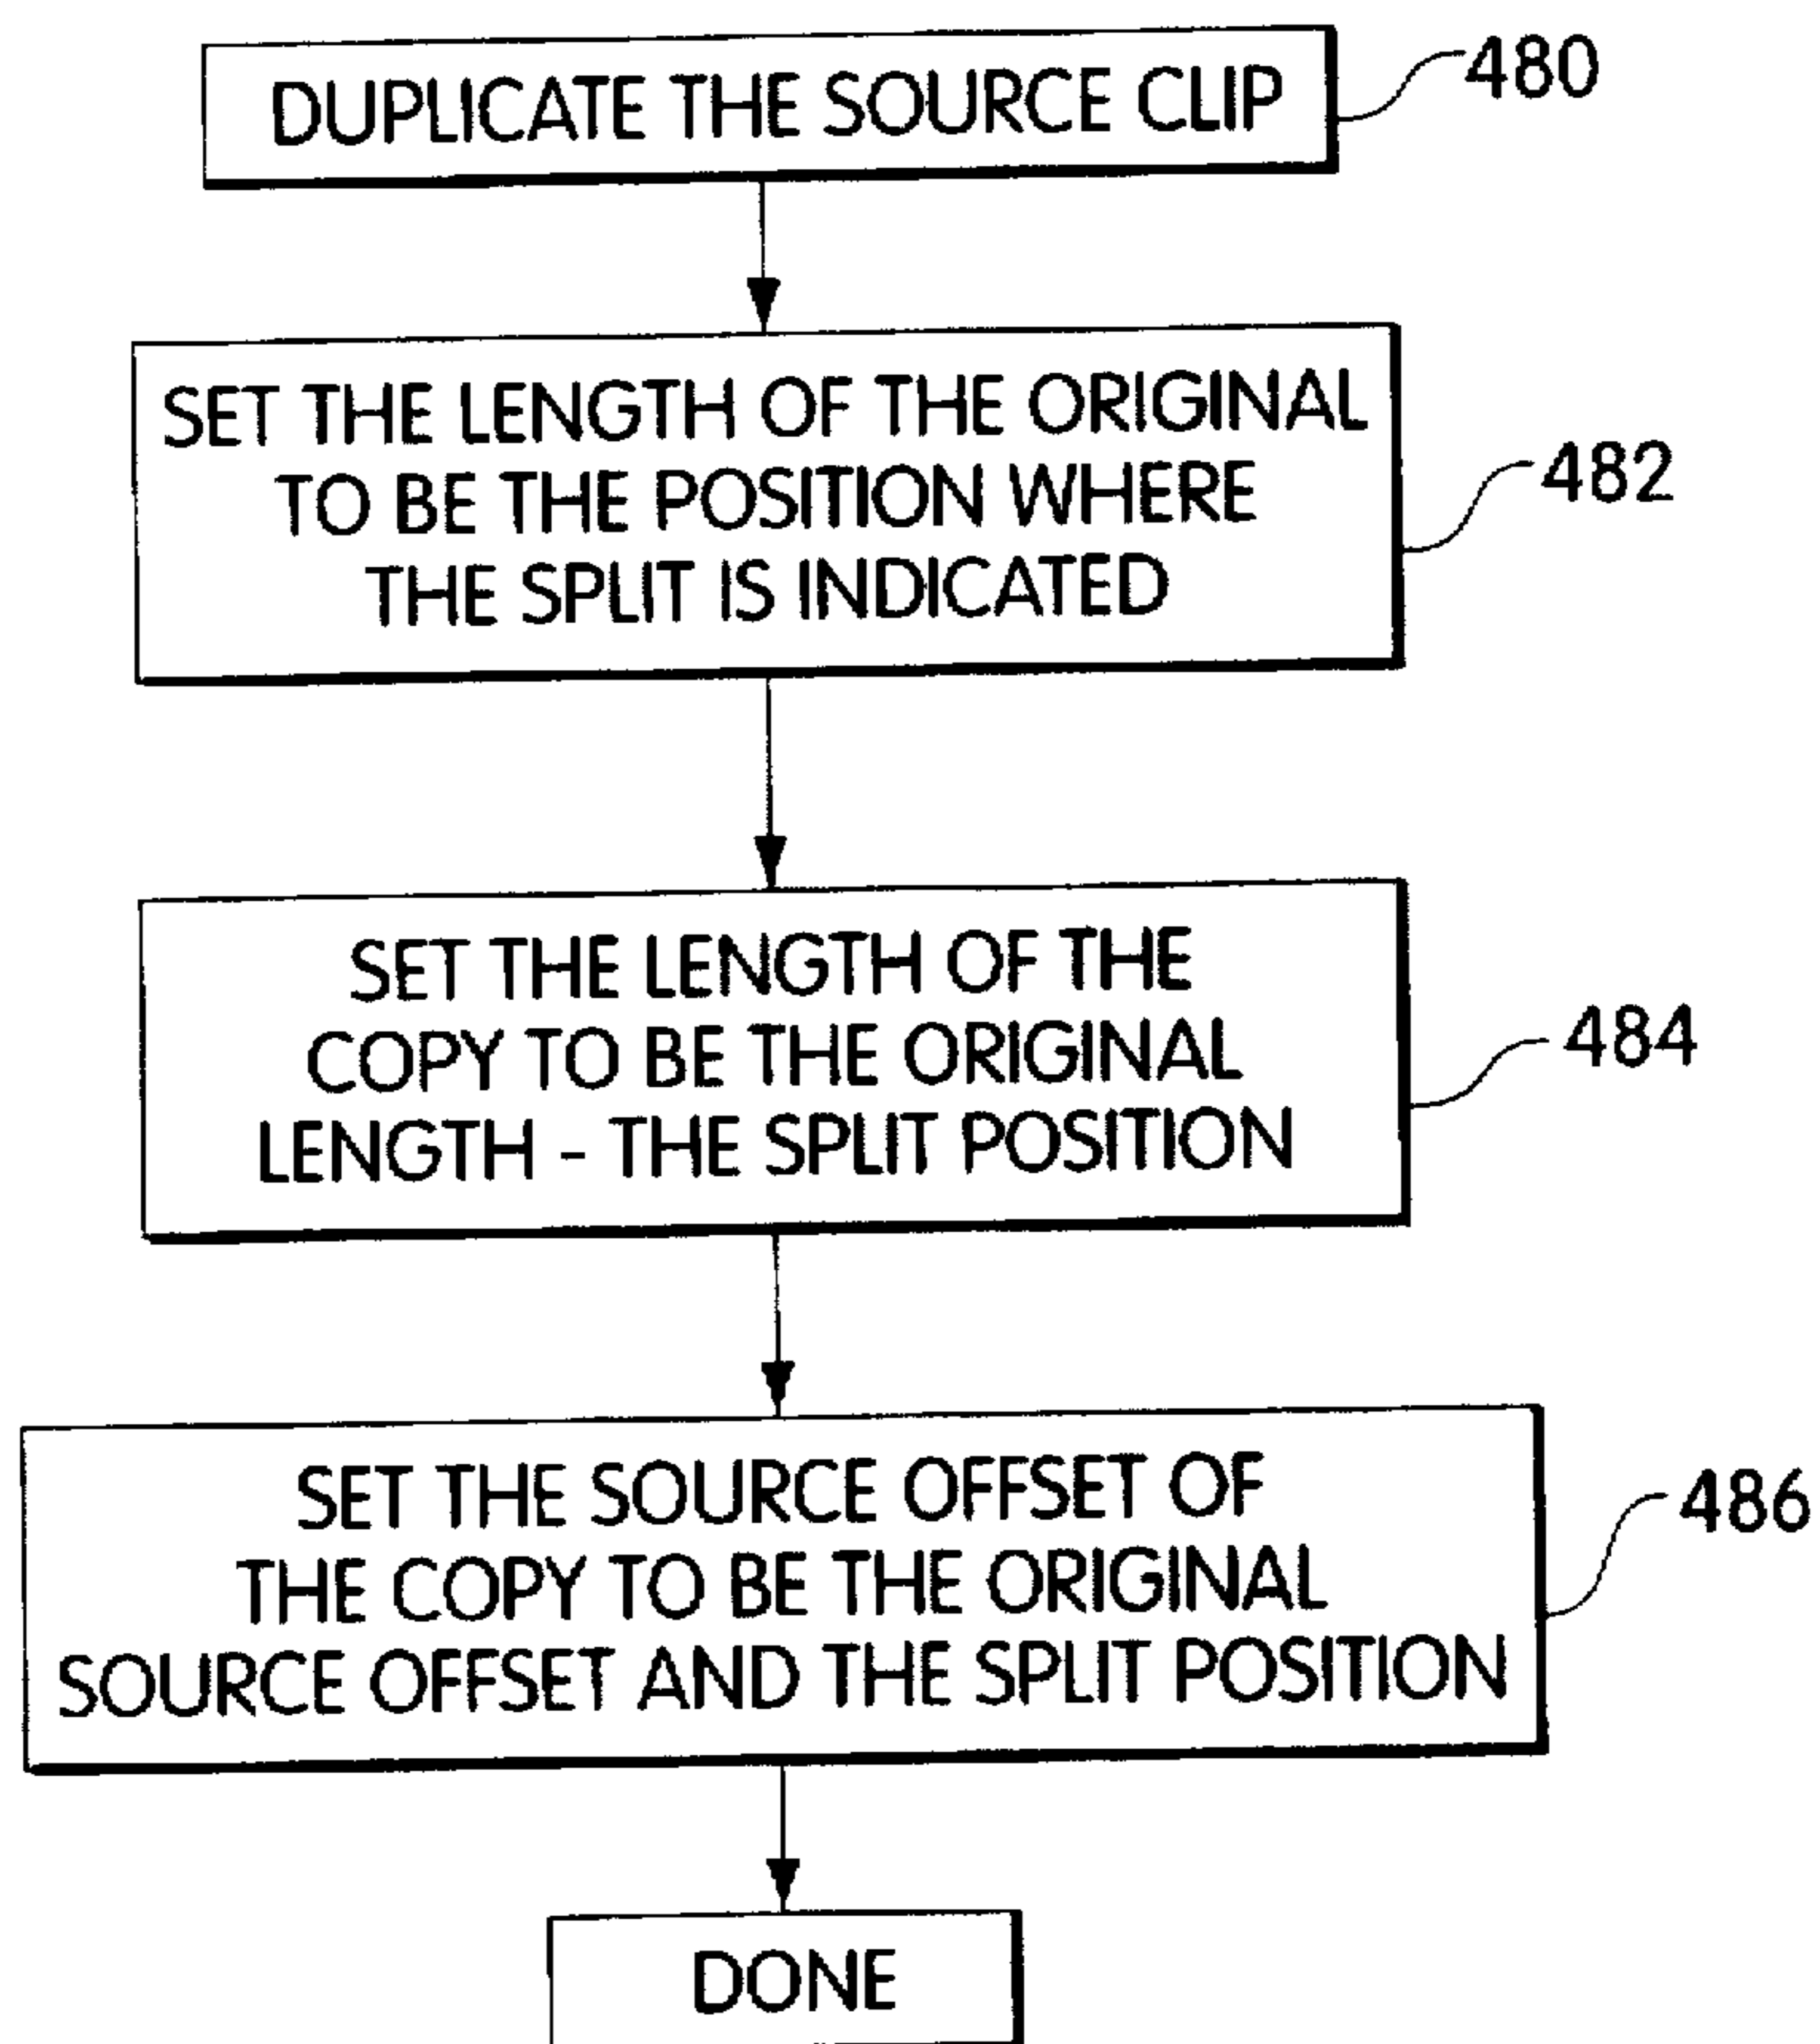 DUPLICATE THE SOURCE CLIP
480
SET THE LENGTH OF THE ORIGINAL
TO BE THE POSITION WHERE
THE SPLIT IS INDICATED
482
SET THE LENGTH OF THE
COPY TO BE THE ORIGINAL
LENGTH - THE SPLIT POSITION
484
SET THE SOURCE OFFSET OF
THE COPY TO BE THE ORIGINAL
SOURCE OFFSET AND THE SPLIT POSITION
486
DONE